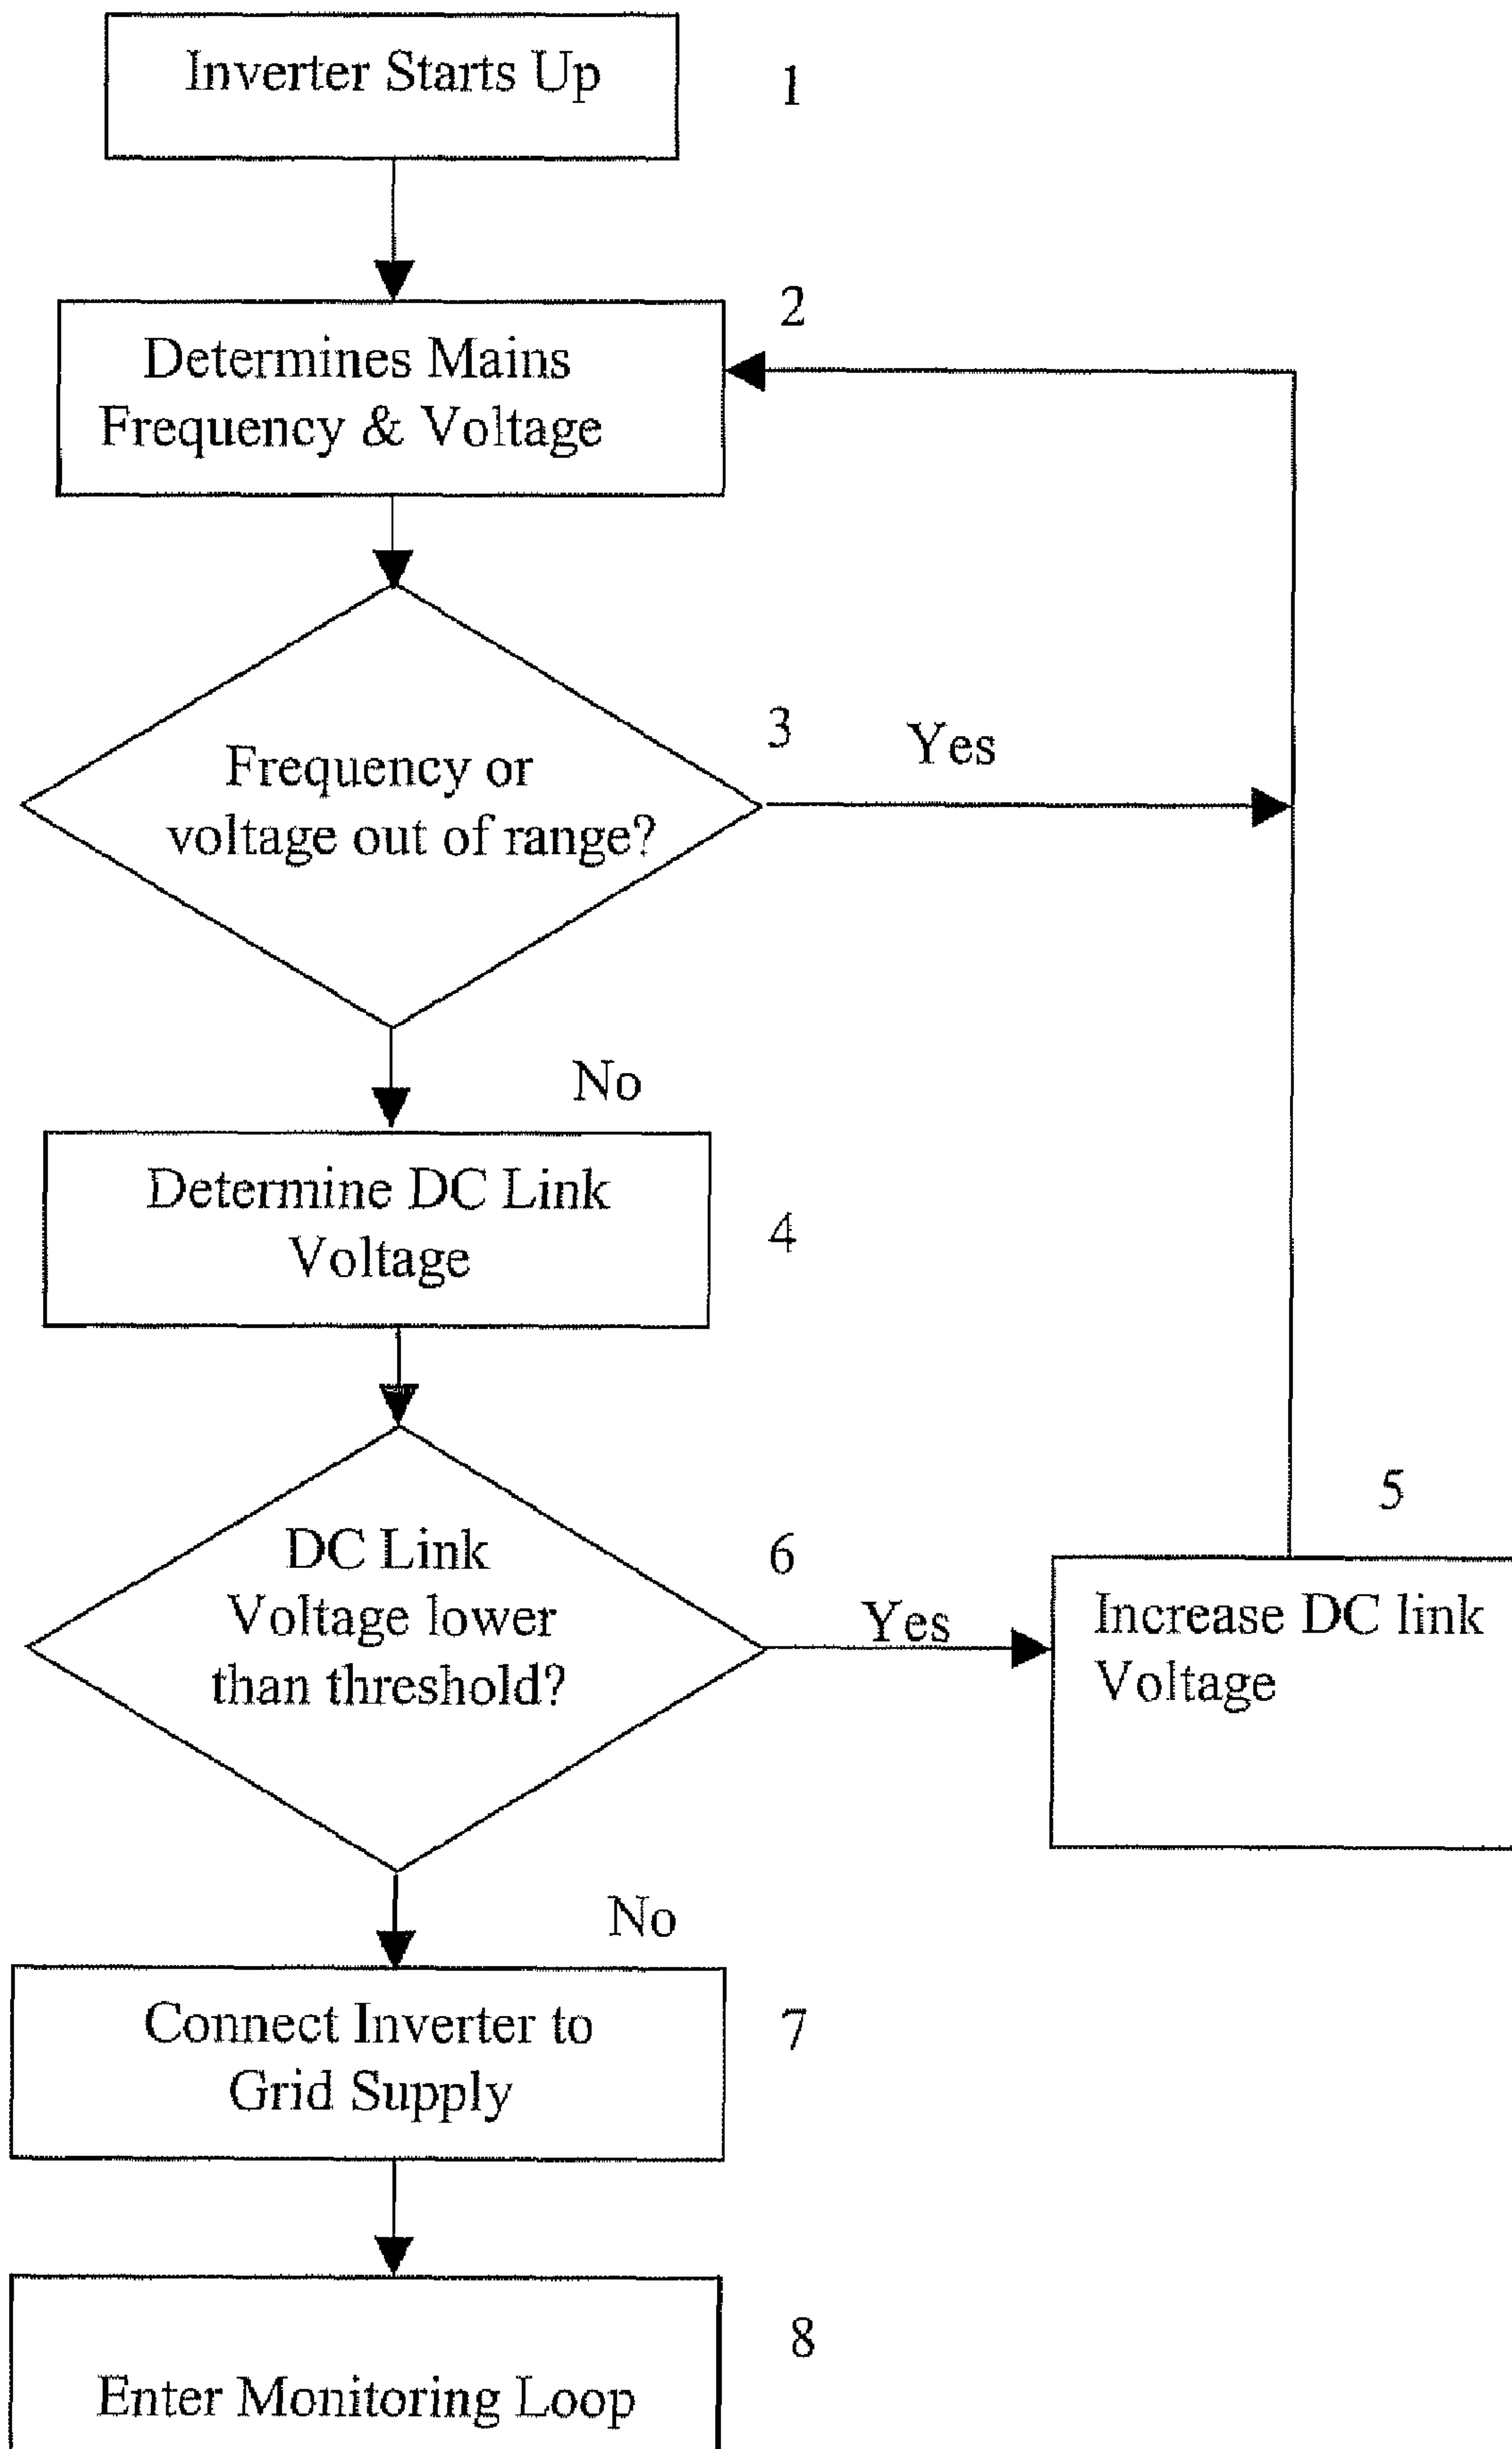 Inverter Starts Up
1
2
Determines Mains
Frequency & Voltage
3
Yes
Frequency or
voltage out of range?
No
Determine DC Link
Voltage
4
5
DC Link
Voltage lower
than threshold?
6
Yes
Increase DC link
Voltage
No
Connect Inverter to
Grid Supply
7
8
Enter Monitoring Loop